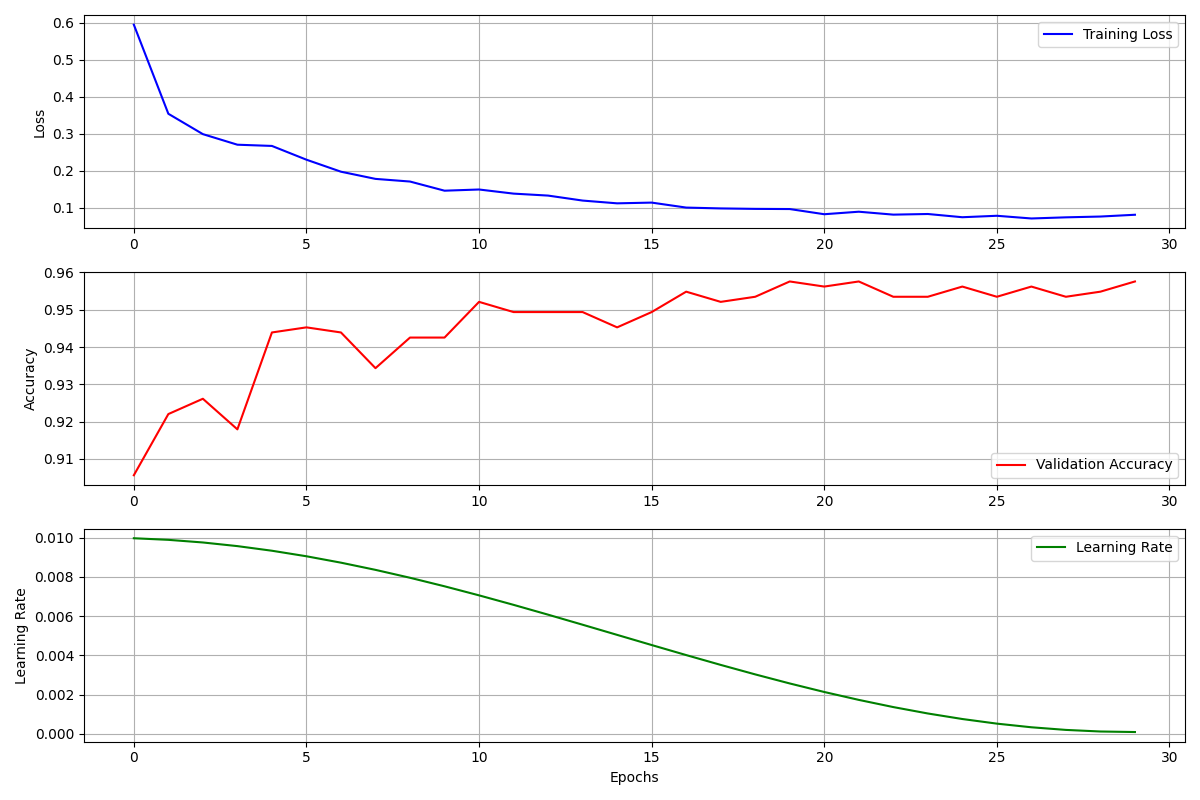 0.6
0.5
0.4
0.3
0.2
0.1
Loss
Training Loss
0 5 10 15 20 25 30
0.96
0.95
0.94
0.93
0.92
0.91
Accuracy
Validation Accuracy
0 5 10 15 20 25 30
0.010
0.008
0.006
0.004
0.002
0.000
Learning Rate
Learning Rate
0 5 10 15 20 25 30
Epochs